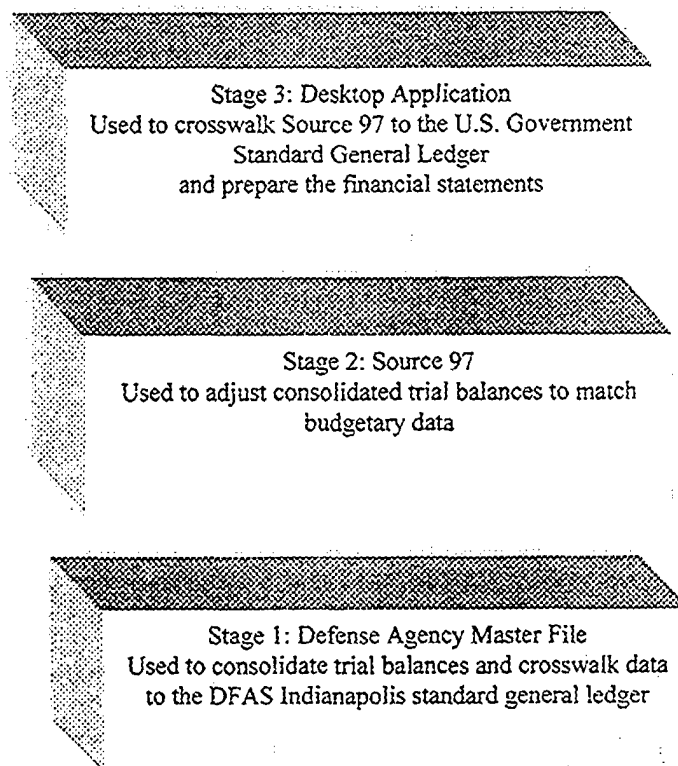 Stage 3: Desktop Application
Used to crosswalk Source 97 to the U.S. Government
Standard General Ledger
and prepare the financial statements
Stage 2: Source 97
Used to adjust consolidated trial balances to match
budgetary data
Stage 1: Defense Agency Master File
Used to consolidate trial balances and crosswalk data
to the DFAS Indianapolis standard general ledger